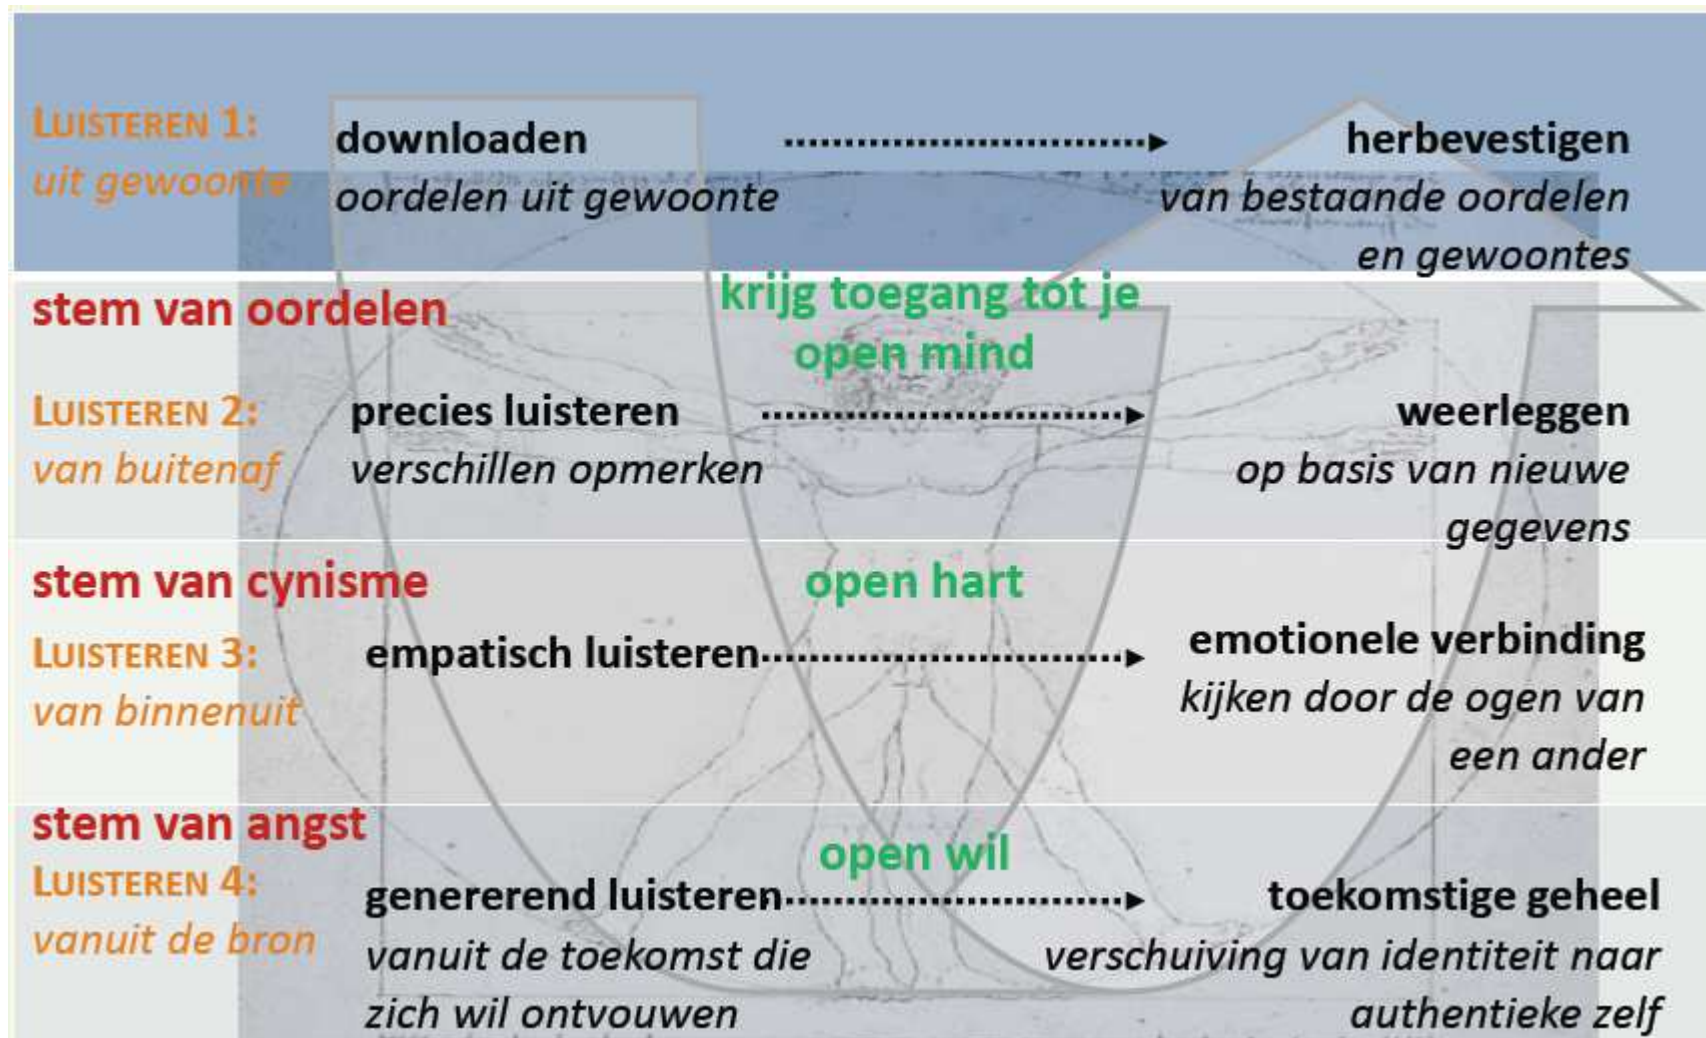 LUISTEREN 1:
uit gewoonte
downloaden
oordelen uit gewoonte
herbevestigen
van bestaande oordelen
en gewoontes
stem van oordelen
krijg toegang tot je
open mind
LUISTEREN 2:
van buitenaf
precies luisteren
verschillen opmerken
weerleggen
op basis van nieuwe
gegevens
stem van cynisme
open hart
LUISTEREN 3:
van binnenuit
empatisch luisteren
emotionele verbinding
kijken door de ogen van
een ander
stem van angst
open wil
LUISTEREN 4:
vanuit de bron
genererend luisteren
vanuit de toekomst die
zich wil ontvouwen
toekomstige geheel
verschuiving van identiteit naar
authentieke zelf